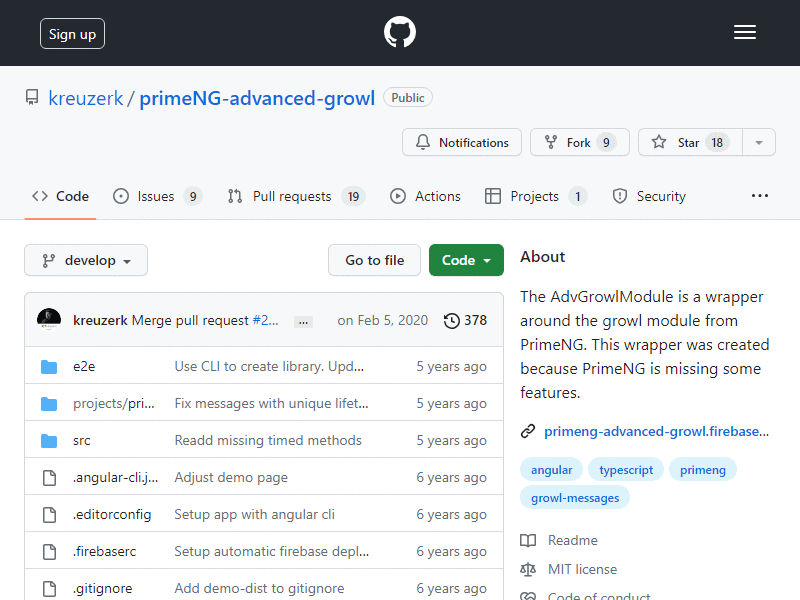 Sign up
kreuzerk / primeNG-advanced-growl Public
Notifications Fork 9 Star 18
Code Issues 9 Pull requests 19 Actions Projects 1 Security ...
develop Go to file Code
kreuzerk Merge pull request #2... ... on Feb 5, 2020 378
e2e Use CLI to create library. Upd... 5 years ago
projects/pri... Fix messages with unique lifet... 5 years ago
src Readd missing timed methods 5 years ago
.angular-cli.j... Adjust demo page 6 years ago
.editorconfig Setup app with angular cli 6 years ago
.firebaserc Setup automatic firebase depl... 6 years ago
.gitignore Add demo-dist to gitignore 6 years ago
About
The AdvGrowlModule is a wrapper
around the growl module from
PrimeNG. This wrapper was created
because PrimeNG is missing some
features.
primeng-advanced-growl.firebase...
angular typescript primeng
growl-messages
Readme
MIT license
Code of conduct